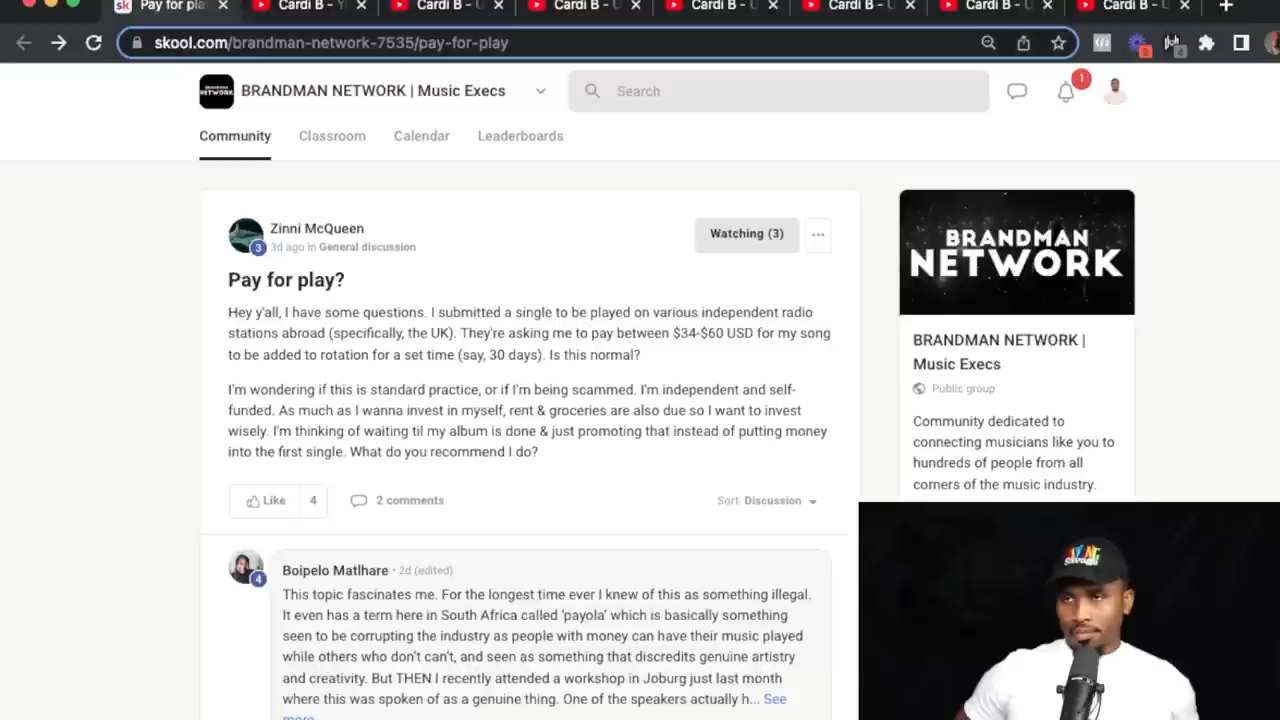 sk Pay for pla
Cardi B - Y
Cardi B - U
Cardi B - U
Cardi B - U
Cardi B - U
Cardi B - U
Cardi B - U
skool.com/brandman-network-7535/pay-for-play
BRANDMAN NETWORK | Music Execs
Search
1
Community
Classroom
Calendar
Leaderboards
Zinni McQueen
3
3d ago in General discussion
Watching (3)
Pay for play?
Hey y'all, I have some questions. I submitted a single to be played on various independent radio
stations abroad (specifically, the UK). They're asking me to pay between $34-$60 USD for my song
to be added to rotation for a set time (say, 30 days). Is this normal?
I'm wondering if this is standard practice, or if I'm being scammed. I'm independent and self-
funded. As much as I wanna invest in myself, rent & groceries are also due so I want to invest
wisely. I'm thinking of waiting til my album is done & just promoting that instead of putting money
into the first single. What do you recommend I do?
Like 4
2 comments
Sort: Discussion
Boipelo Matlhare · 2d (edited)
4
This topic fascinates me. For the longest time ever I knew of this as something illegal.
It even has a term here in South Africa called 'payola' which is basically something
seen to be corrupting the industry as people with money can have their music played
while others who don't can't, and seen as something that discredits genuine artistry
and creativity. But THEN I recently attended a workshop in Joburg just last month
where this was spoken of as a genuine thing. One of the speakers actually h... See
more
BRANDMAN
NETWORK
BRANDMAN NETWORK |
Music Execs
Public group
Community dedicated to
connecting musicians like you to
hundreds of people from all
corners of the music industry.